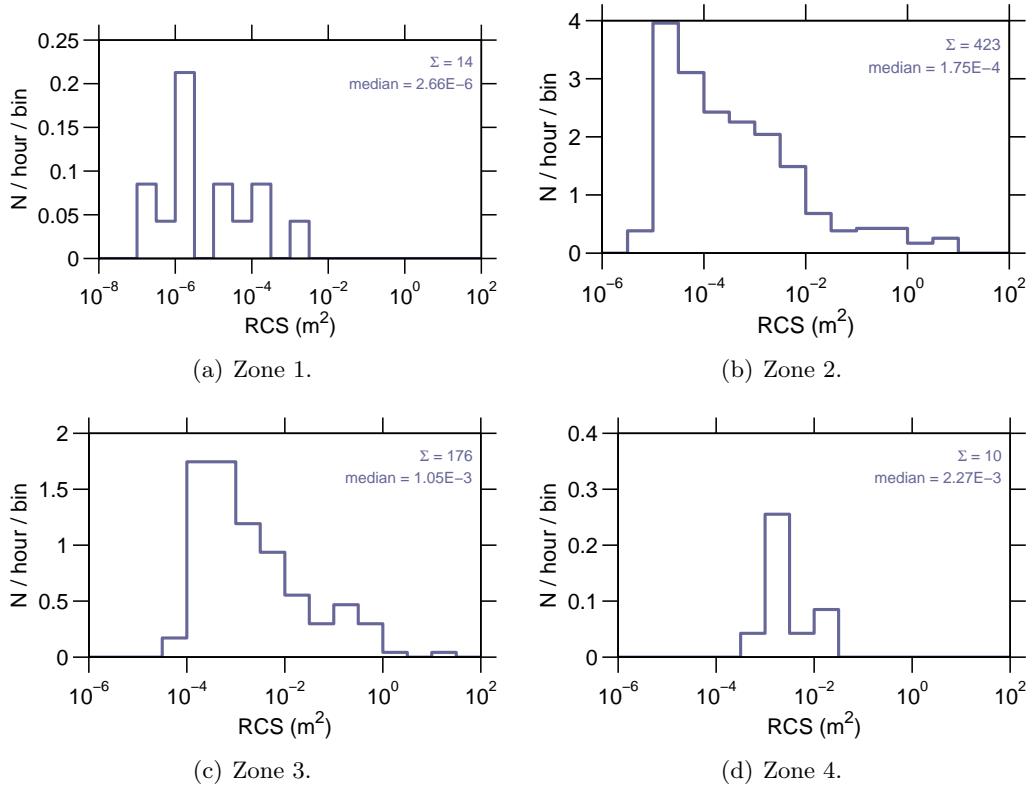 0.25
0.2
0.15
0.1
0.05
0
N / hour / bin
Σ = 14
median = 2.66E−6
10−8 10−6 10−4 10−2 100 102
RCS (m2)
(a) Zone 1.
4
3
2
1
0
N / hour / bin
Σ = 423
median = 1.75E−4
10−6 10−4 10−2 100 102
RCS (m2)
(b) Zone 2.
2
1.5
1
0.5
0
N / hour / bin
Σ = 176
median = 1.05E−3
10−6 10−4 10−2 100 102
RCS (m2)
(c) Zone 3.
0.4
0.3
0.2
0.1
0
N / hour / bin
Σ = 10
median = 2.27E−3
10−6 10−4 10−2 100 102
RCS (m2)
(d) Zone 4.